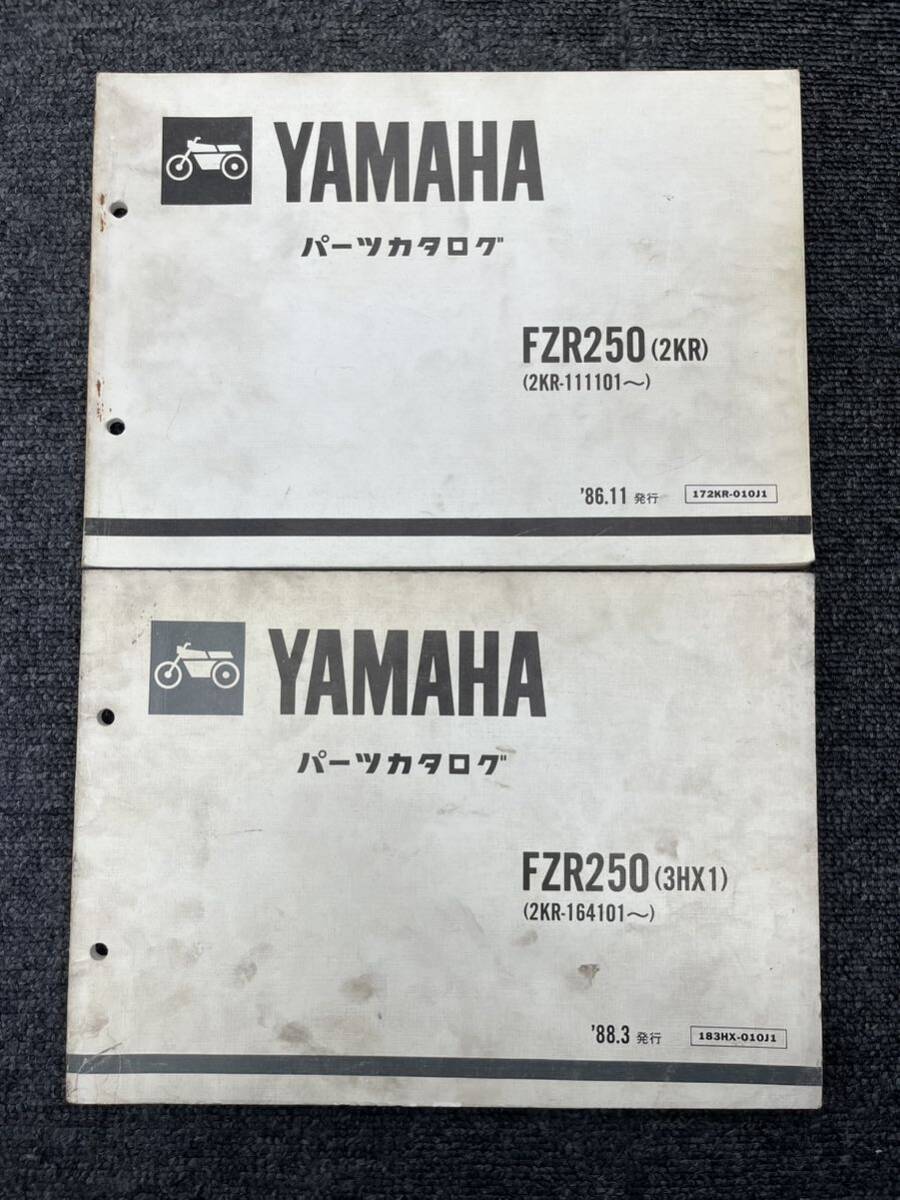 YAMAHA
パーツカタログ
FZR250 (2KR)
(2KR-111101〜)
'86.11 発行 172KR-010J1
YAMAHA
パーツカタログ
FZR250 (3HX1)
(2KR-164101〜)
'88.3 発行 183HX-010J1